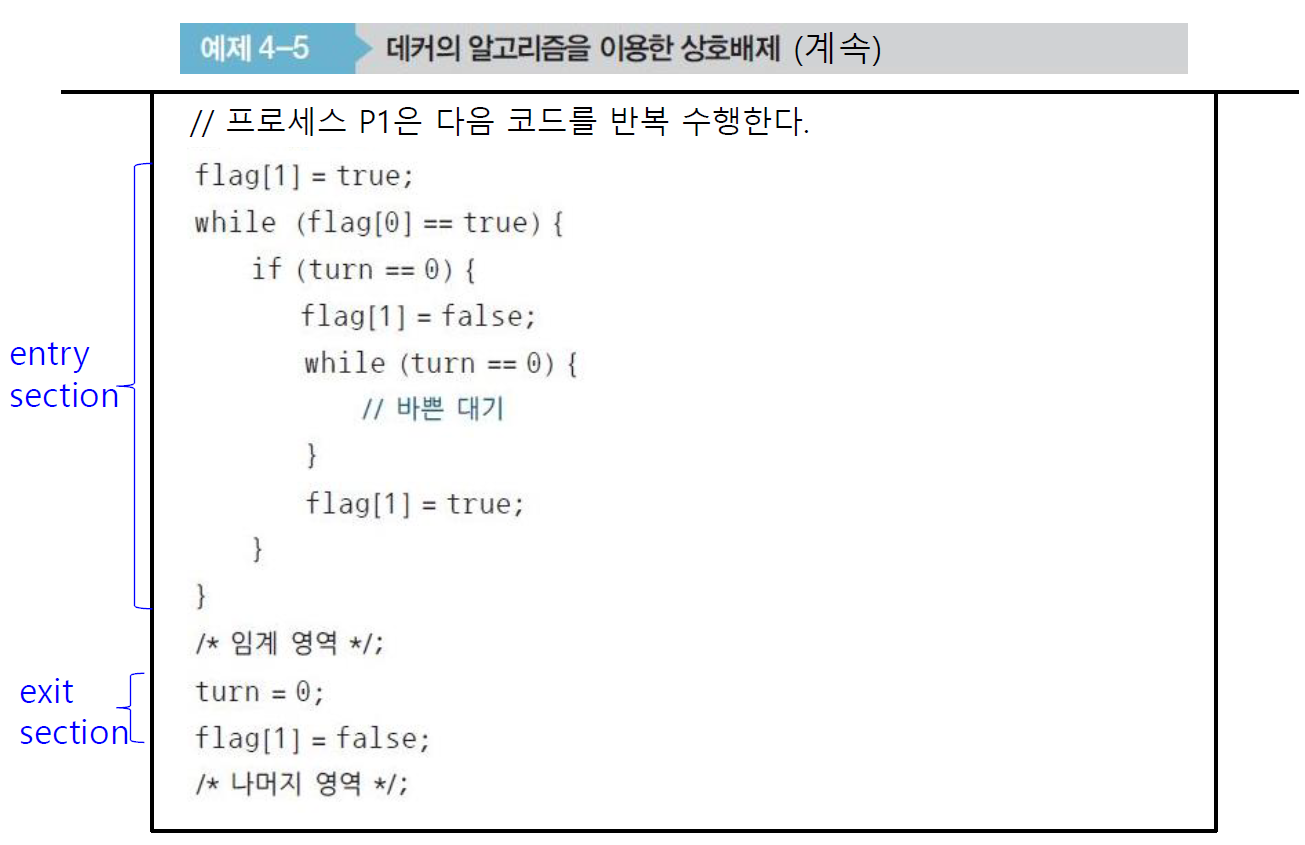 예제 4-5 데커의 알고리즘을 이용한 상호배제 (계속)
// 프로세스 P1은 다음 코드를 반복 수행한다.
flag[1] = true;
while (flag[0] == true) {
if (turn == 0) {
flag[1] = false;
while (turn == 0) {
// 바쁜 대기
}
flag[1] = true;
}
}
/* 임계 영역 */;
turn = 0;
flag[1] = false;
/* 나머지 영역 */;
entry
section
exit
section